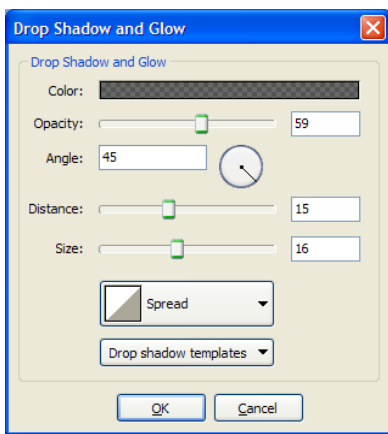 Drop Shadow and Glow
Drop Shadow and Glow
Color:
Opacity: 59
Angle: 45
Distance: 15
Size: 16
Spread
Drop shadow templates
OK Cancel